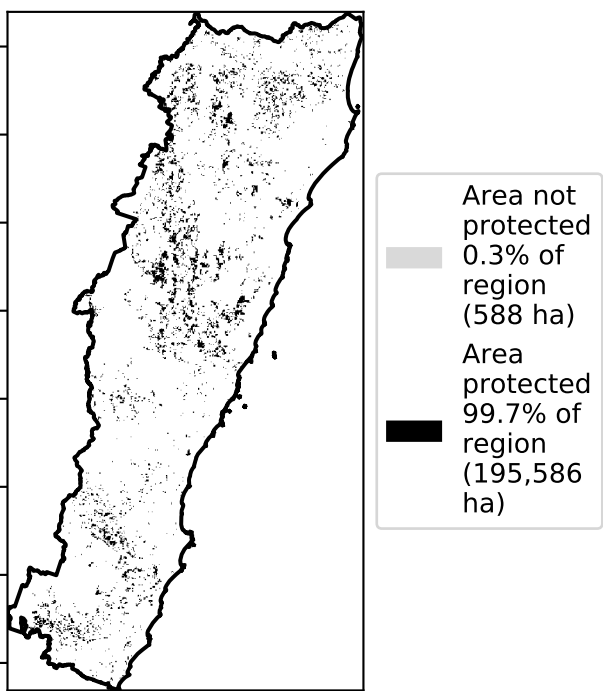 Area not
protected
0.3% of
region
(588 ha)
Area
protected
99.7% of
region
(195,586
ha)